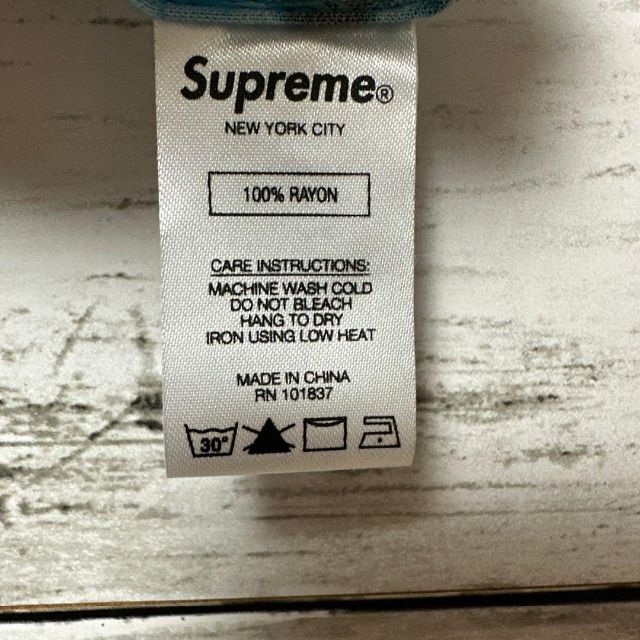 Supreme®
NEW YORK CITY
100% RAYON
CARE INSTRUCTIONS:
MACHINE WASH COLD
DO NOT BLEACH
HANG TO DRY
IRON USING LOW HEAT
MADE IN CHINA
RN 101837
30°